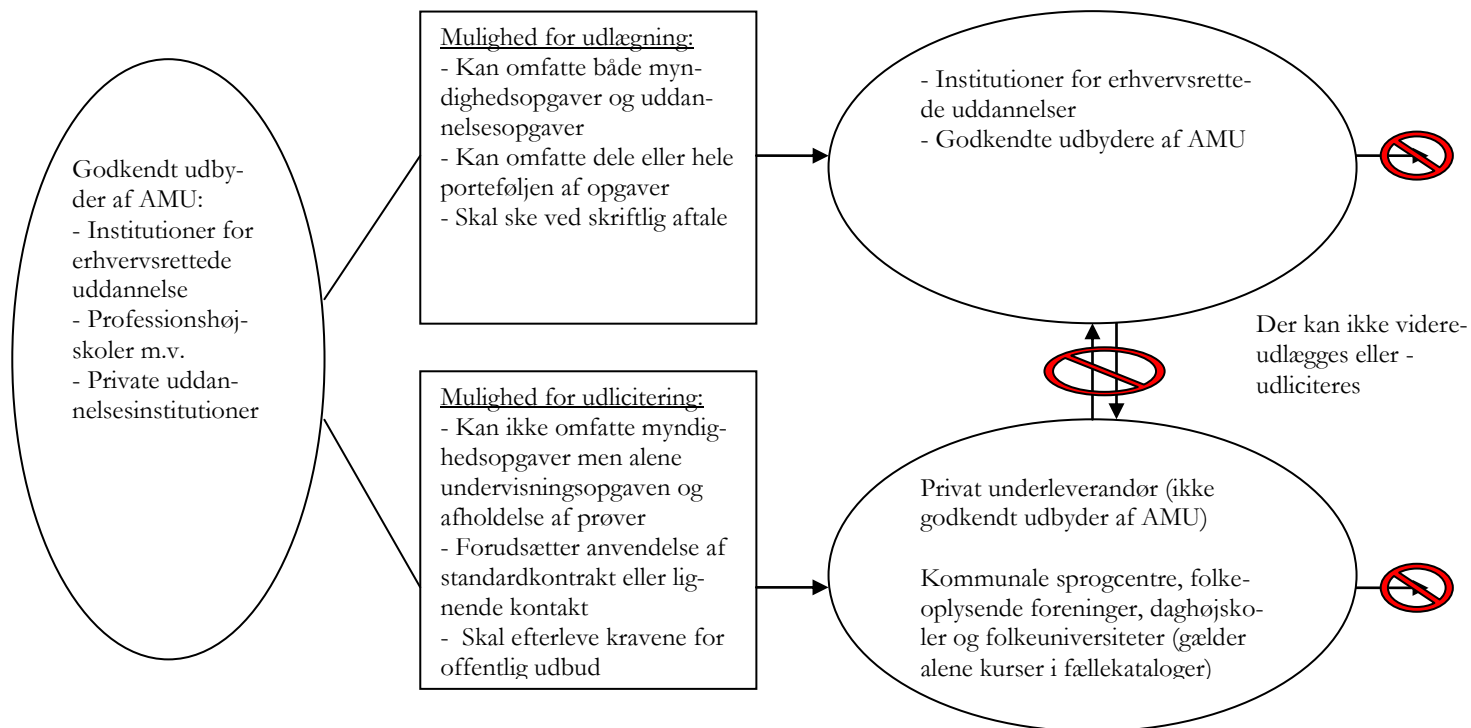 Godkendt udby-
der af AMU:
- Institutioner for
erhvervsrettede
uddannelse
- Professionshøj-
skoler m.v.
- Private uddan-
nelsesinstitutioner
Mulighed for udlægning:
- Kan omfatte både myn-
dighedsopgaver og uddan-
nelsesopgaver
- Kan omfatte dele eller hele
porteføljen af opgaver
- Skal ske ved skriftlig aftale
- Institutioner for erhvervsrette-
de uddannelser
- Godkendte udbydere af AMU
Mulighed for udlicitering:
- Kan ikke omfatte myndig-
hedsopgaver men alene
undervisningsopgaven og
afholdelse af prøver
- Forudsætter anvendelse af
standardkontrakt eller lig-
nende kontakt
- Skal efterleve kravene for
offentlig udbud
Der kan ikke videre-
udlægges eller -
udliciteres
Privat underleverandør (ikke
godkendt udbyder af AMU)
Kommunale sprogcentre, folke-
oplysende foreninger, daghøjsko-
ler og folkeuniversiteter (gælder
alene kurser i fællekataloger)